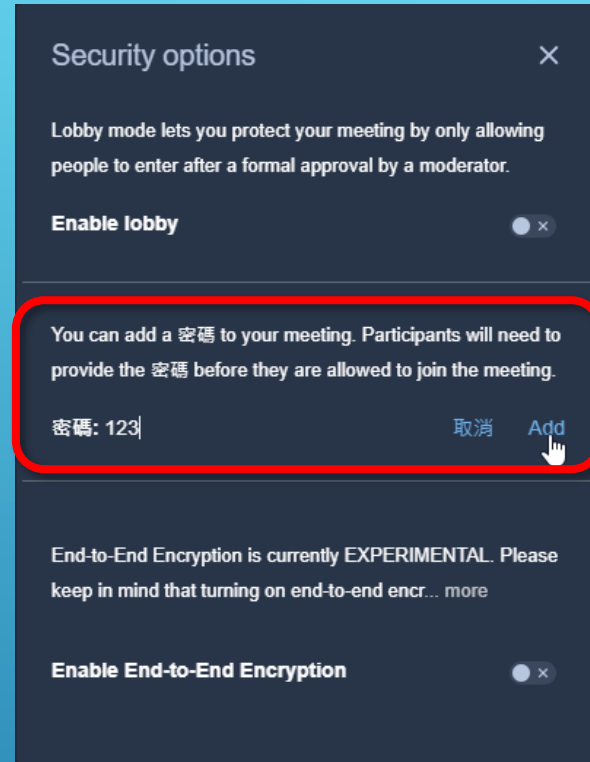 Security options
Lobby mode lets you protect your meeting by only allowing
people to enter after a formal approval by a moderator.
Enable lobby
You can add a 密碼 to your meeting. Participants will need to
provide the 密碼 before they are allowed to join the meeting.
密碼: 123 取消 Add
End-to-End Encryption is currently EXPERIMENTAL. Please
keep in mind that turning on end-to-end encr... more
Enable End-to-End Encryption